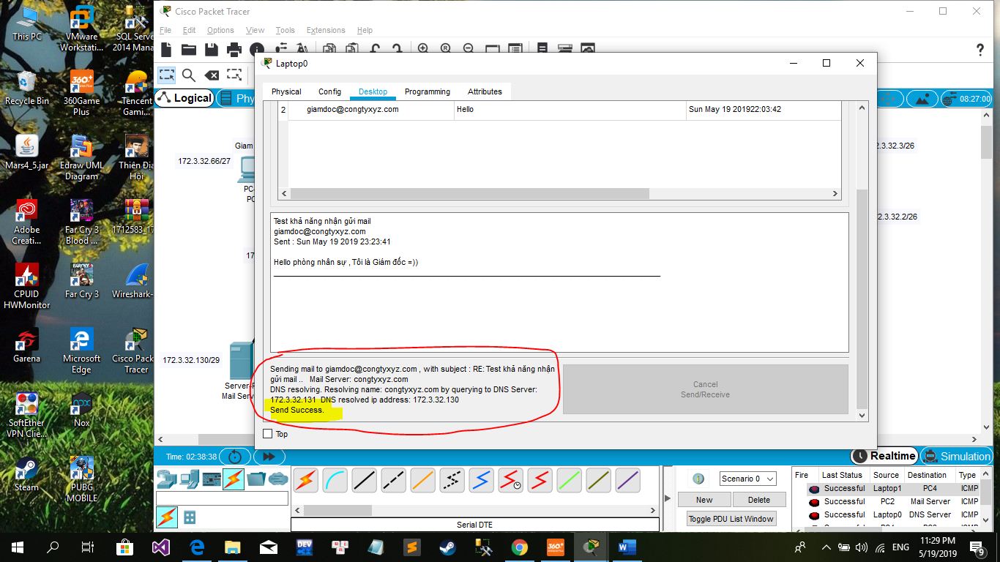 This PC
VMware Workstati...
SQL Serve 2014 Mana
Recycle Bin
360Game Plus
Tencent Gami...
Mars4_5.jar
Edraw UML Diagram
Thiên Địa Hồi
Adobe Creati...
Far Cry 3 Blood ...
1712583_17
CPUID HWMonitor
Far Cry 3
Wireshark-
Garena
Microsoft Edge
Cisco Pack Tracer
SoftEther VPN Clie...
Nox
Steam
PUBG MOBILE
Cisco Packet Tracer
File Edit Options View Tools Extensions Help
Logical
Phy
08:27:00
Giam
172.3.32.66/27
PC-
PC
17
172.3.32.130/29
Server-P
Mail Serv
2.3.32.3/26
3.2.32.2/26
Laptop0
Physical Config Desktop Programming Attributes
2 giamdoc@congtyxyz.com Hello Sun May 19 201922:03:42
Test khả năng nhận gửi mail
giamdoc@congtyxyz.com
Sent : Sun May 19 2019 23:23:41
Hello phòng nhân sự , Tôi là Giám đốc =))
Sending mail to giamdoc@congtyxyz.com , with subject : RE: Test khả năng nhận
gửi mail .. Mail Server: congtyxyz.com
DNS resolving. Resolving name: congtyxyz.com by querying to DNS Server:
172.3.32.131 DNS resolved ip address: 172.3.32.130
Send Success.
Cancel
Send/Receive
Top
Time: 02:38:38
Realtime
Simulation
Serial DTE
Scenario 0
New Delete
Toggle PDU List Window
Fire Last Status Source Destination Type
Successful Laptop1 PC4 ICMP
Successful PC2 Mail Server ICMP
Successful Laptop0 DNS Server ICMP
ENG
11:29 PM
5/19/2019
9